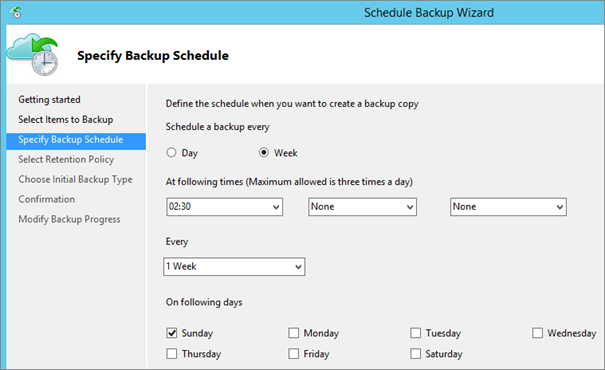 Schedule Backup Wizard
Specify Backup Schedule
Getting started
Select Items to Backup
Specify Backup Schedule
Select Retention Policy
Choose Initial Backup Type
Confirmation
Modify Backup Progress
Define the schedule when you want to create a backup copy
Schedule a backup every
Day Week
At following times (Maximum allowed is three times a day)
02:30 None None
Every
1 Week
On following days
Sunday Monday Tuesday Wednesday
Thursday Friday Saturday